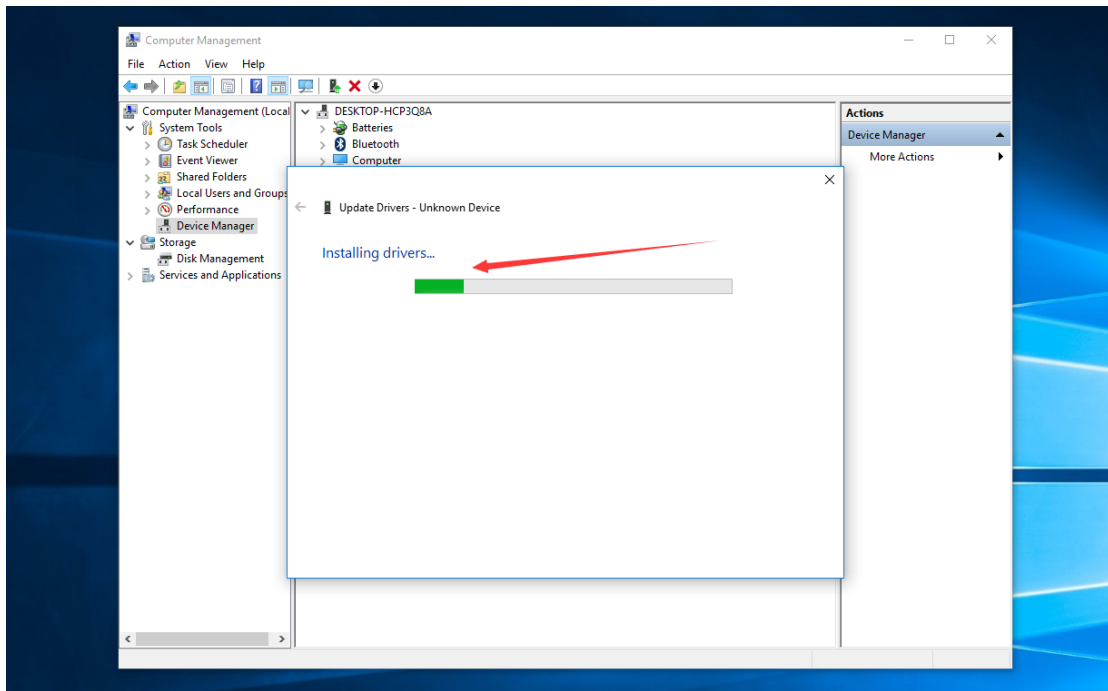 Computer Management
File Action View Help
Computer Management (Local
System Tools
Task Scheduler
Event Viewer
Shared Folders
Local Users and Groups
Performance
Device Manager
Storage
Disk Management
Services and Applications
DESKTOP-HCP3Q8A
Batteries
Bluetooth
Computer
Update Drivers - Unknown Device
Installing drivers...
Actions
Device Manager
More Actions